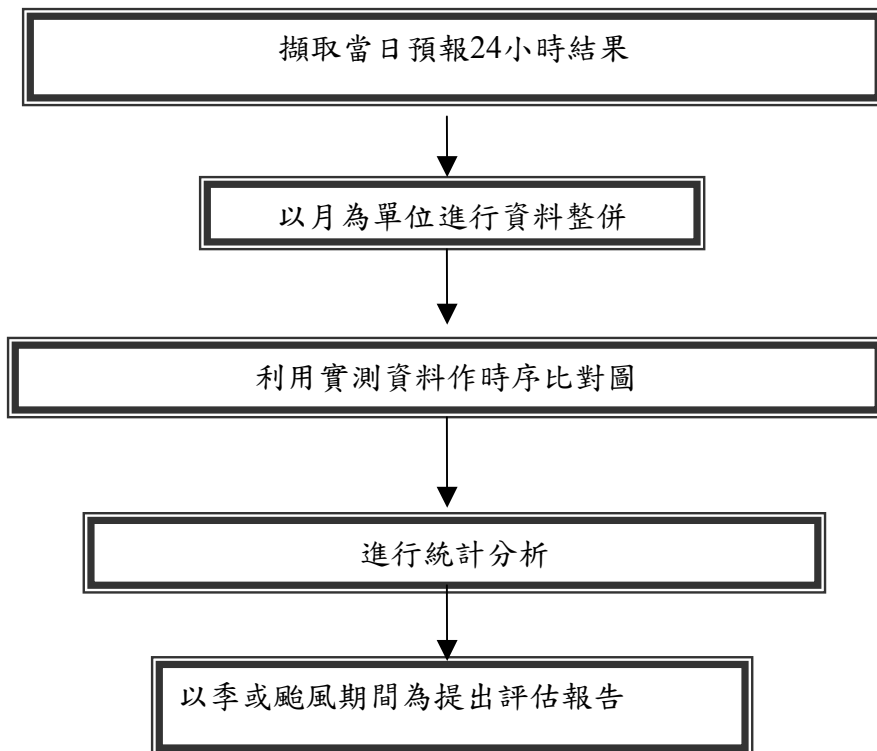 擷取當日預報24小時結果
以月為單位進行資料整併
利用實測資料作時序比對圖
進行統計分析
以季或颱風期間為提出評估報告